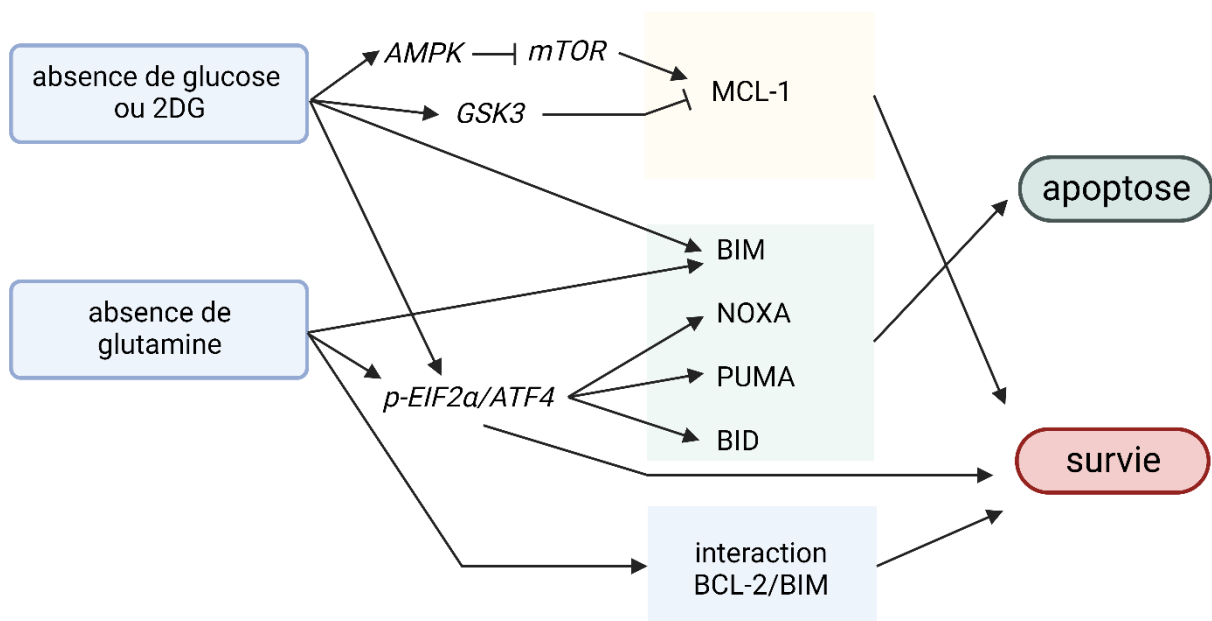 absence de glucose
ou 2DG
AMPK
mTOR
GSK3
MCL-1
apoptose
BIM
absence de
glutamine
NOXA
PUMA
p-EIF2α/ATF4
BID
survie
interaction
BCL-2/BIM